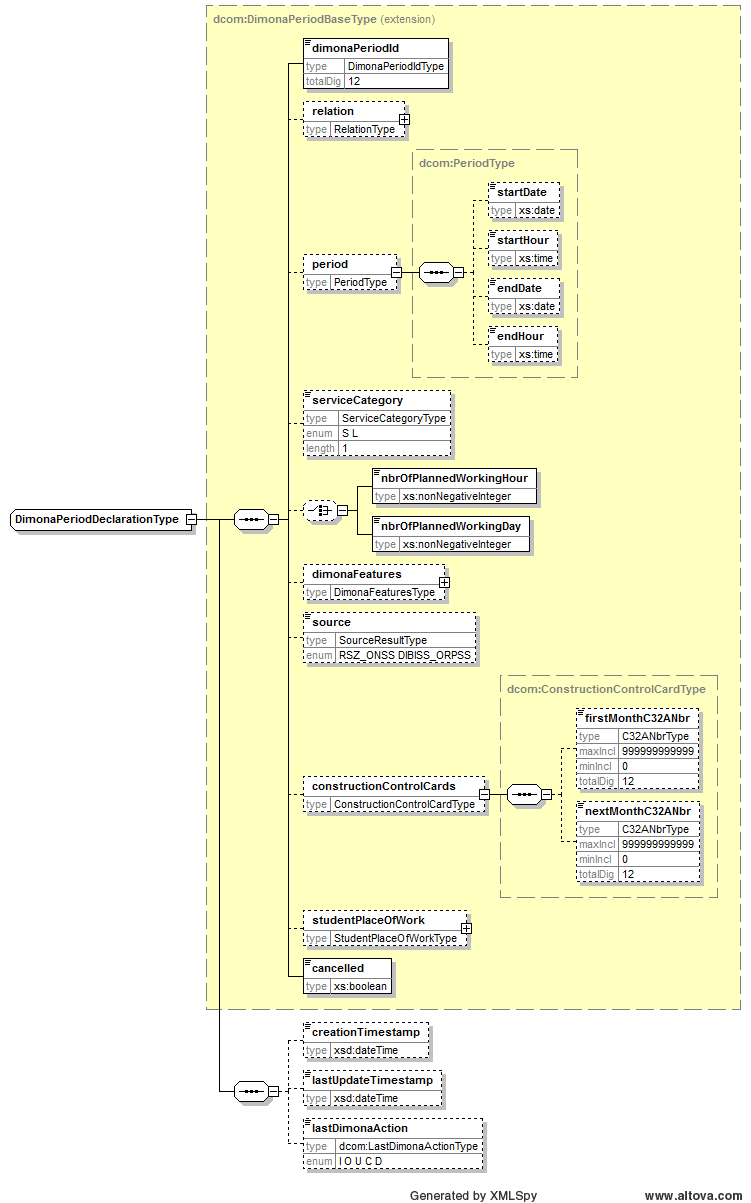 dcom:DimonaPeriodBaseType (extension)
dimonaPeriodId
type DimonaPeriodIdType
totalDig 12
relation
type RelationType
dcom:PeriodType
startDate
type xs:date
startHour
type xs:time
period
type PeriodType
endDate
type xs:date
endHour
type xs:time
serviceCategory
type ServiceCategoryType
enum S L
length 1
nbrOfPlannedWorkingHour
type xs:nonNegativeInteger
DimonaPeriodDeclarationType
nbrOfPlannedWorkingDay
type xs:nonNegativeInteger
dimonaFeatures
type DimonaFeaturesType
source
type SourceResultType
enum RSZ_ONSS DIBISS_ORPSS
dcom:ConstructionControlCardType
firstMonthC32ANbr
type C32ANbrType
maxIncl 999999999999
minIncl 0
totalDig 12
constructionControlCards
type ConstructionControlCardType
nextMonthC32ANbr
type C32ANbrType
maxIncl 999999999999
minIncl 0
totalDig 12
studentPlaceOfWork
type StudentPlaceOfWorkType
cancelled
type xs:boolean
creationTimestamp
type xsd:dateTime
lastUpdateTimestamp
type xsd:dateTime
lastDimonaAction
type dcom:LastDimonaActionType
enum I O U C D
Generated by XMLSpy
www.altova.com